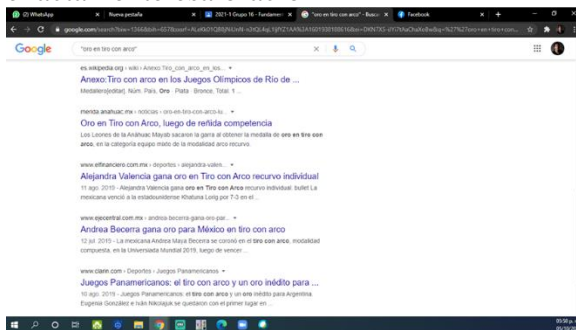 (2) WhatsApp
Nueva pestaña
2021-1 Grupo 16 - Fundamen
"oro en tiro con arco" - Busc
Facebook
Google
"oro en tiro con arco"
es.wikipedia.org › wiki › Anexo:Tiro_con_arco_en_los...
Anexo:Tiro con arco en los Juegos Olímpicos de Río de ...
Medallero[editar]. Núm. País, Oro · Plata · Bronce, Total. 1 ...
merida.anahuac.mx › noticias › oro-en-tiro-con-arco-lu...
Oro en Tiro con Arco, luego de reñida competencia
Los Leones de la Anáhuac Mayab sacaron la garra al obtener la medalla de oro en tiro con
arco, en la categoría equipo mixto de la modalidad arco recurvo.
www.elfinanciero.com.mx › deportes › alejandra-valen...
Alejandra Valencia gana oro en Tiro con Arco recurvo individual
11 ago. 2019 - Alejandra Valencia gana oro en Tiro con Arco recurvo individual. bullet La
mexicana venció a la estadounidense Khatuna Lorig por 7-3 en el ...
www.ejecentral.com.mx › andrea-becerra-gana-oro-par...
Andrea Becerra gana oro para México en tiro con arco
12 jul. 2019 - La mexicana Andrea Maya Becerra se coronó en el tiro con arco, modalidad
compuesta, en la Universiada Mundial 2019, luego de vencer ...
www.clarin.com › Deportes › Juegos Panamericanos
Juegos Panamericanos: el tiro con arco y un oro inédito para ...
10 ago. 2019 - Juegos Panamericanos: el tiro con arco y un oro inédito para Argentina.
Eugenia González e Iván Nikolajuk se quedaron con el primer lugar en ...